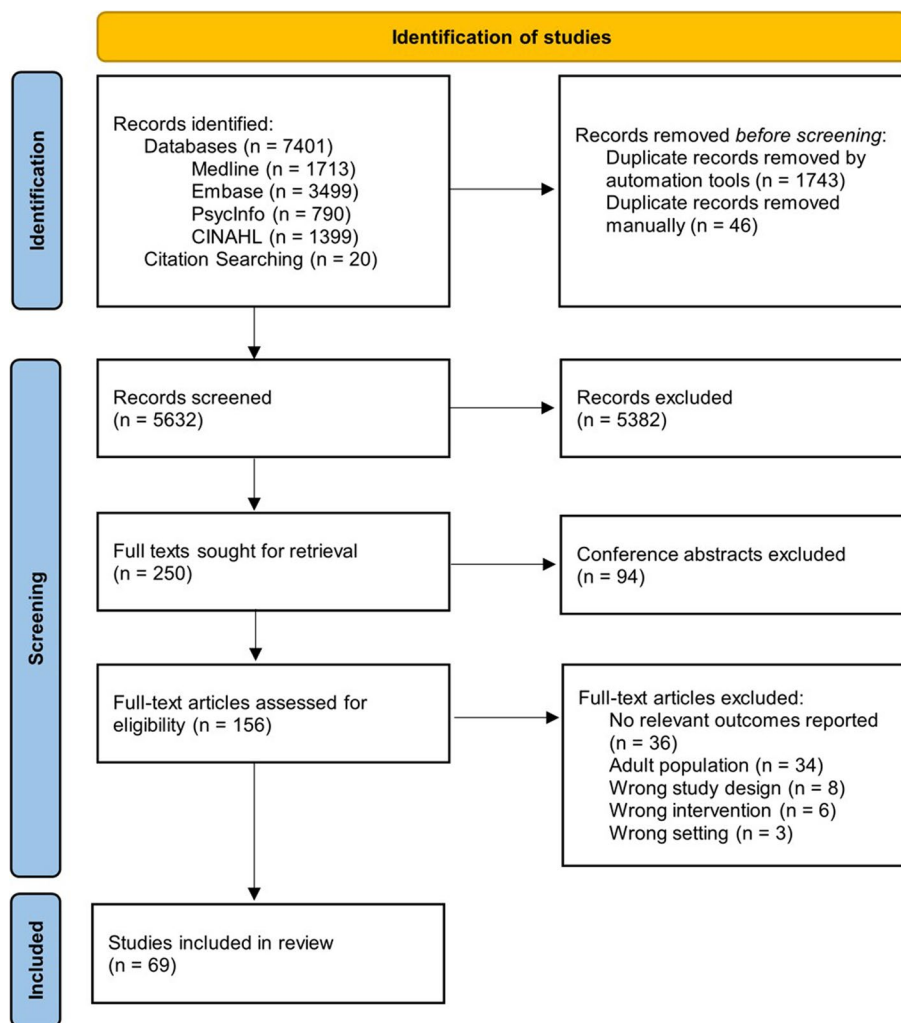 Identification of studies
Identification
Records identified:
Databases (n = 7401)
Medline (n = 1713)
Embase (n = 3499)
PsycInfo (n = 790)
CINAHL (n = 1399)
Citation Searching (n = 20)
Records removed before screening:
Duplicate records removed by
automation tools (n = 1743)
Duplicate records removed
manually (n = 46)
Screening
Records screened
(n = 5632)
Records excluded
(n = 5382)
Full texts sought for retrieval
(n = 250)
Conference abstracts excluded
(n = 94)
Full-text articles assessed for
eligibility (n = 156)
Full-text articles excluded:
No relevant outcomes reported
(n = 36)
Adult population (n = 34)
Wrong study design (n = 8)
Wrong intervention (n = 6)
Wrong setting (n = 3)
Included
Studies included in review
(n = 69)